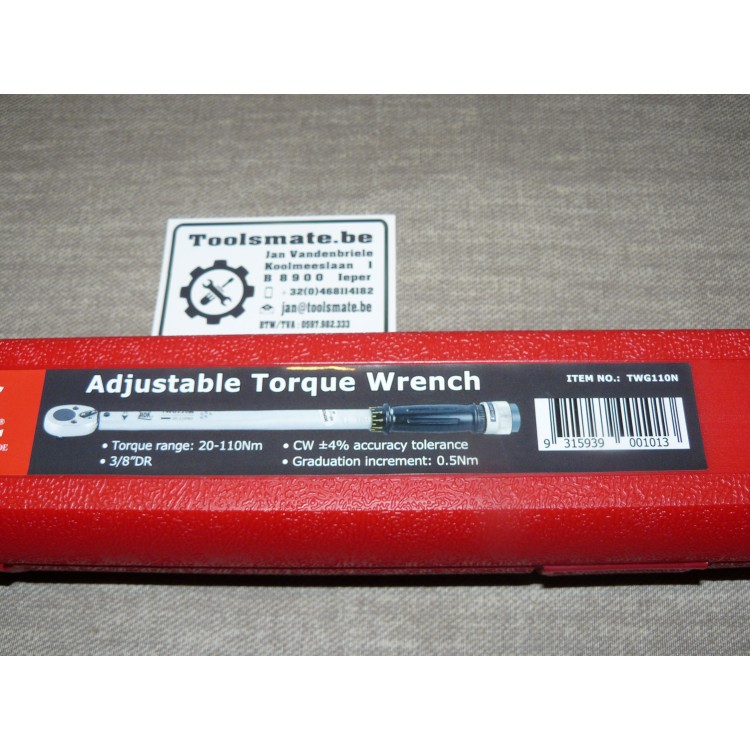 Toolsmate.be
Jan Vandenbriele
Koolmeeslaan 1
B 8900 Ieper
+32(0)468114182
jan@toolsmate.be
BTW/TVA: 0597.982.333
Adjustable Torque Wrench
ITEM NO.: TWG110N
• Torque range: 20-110Nm
• 3/8"DR
• CW ±4% accuracy tolerance
• Graduation increment: 0.5Nm
9 315939 001013
®